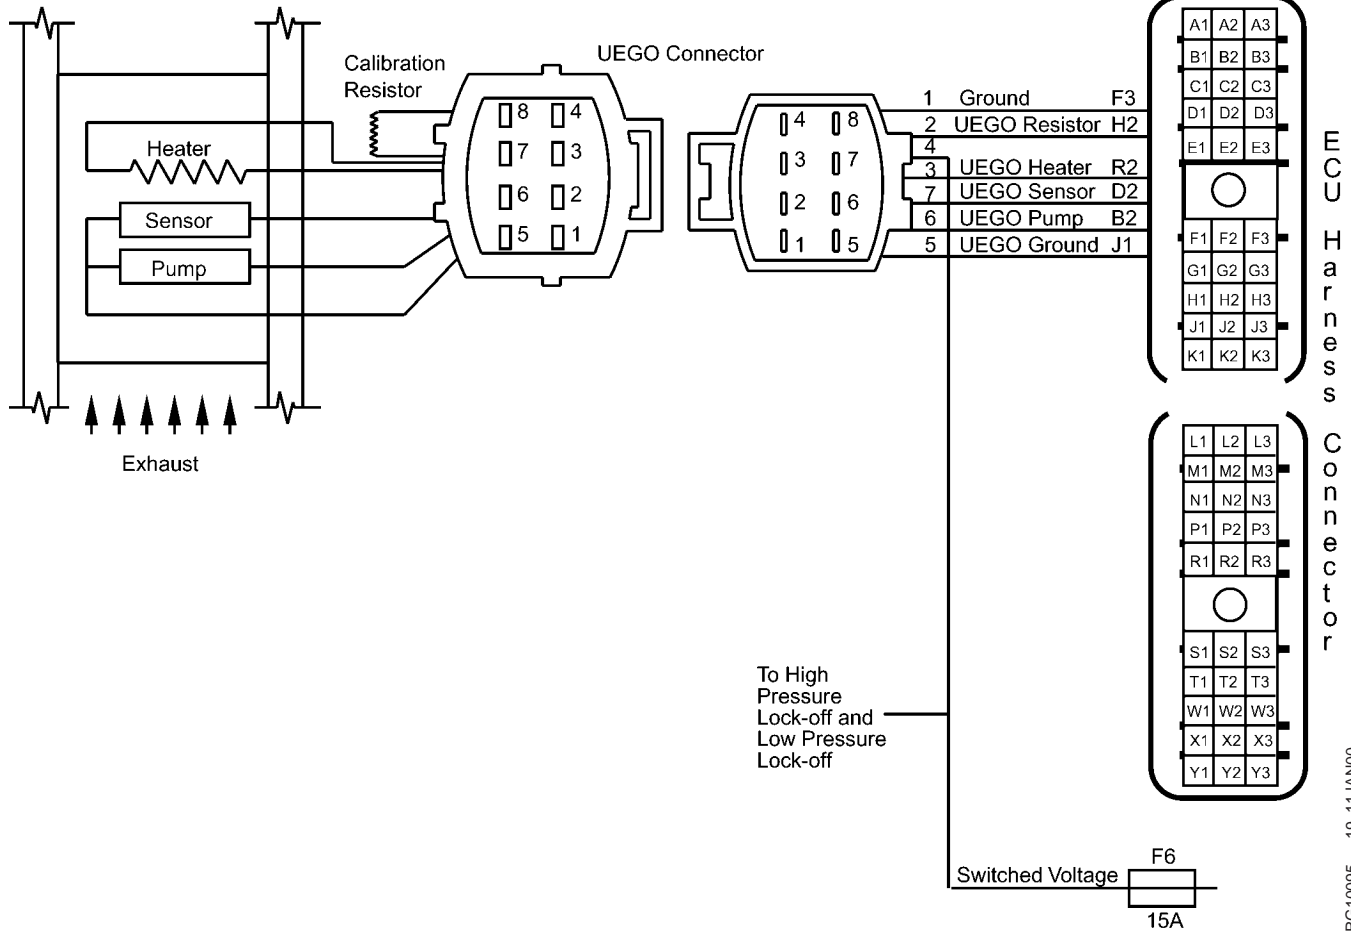 Calibration
Resistor
UEGO Connector
Heater
Sensor
Pump
Exhaust
8 4
7 3
6 2
5 1
4 8
3 7
2 6
1 5
1 Ground F3
2 UEGO Resistor H2
4
3 UEGO Heater R2
7 UEGO Sensor D2
6 UEGO Pump B2
5 UEGO Ground J1
A1 A2 A3
B1 B2 B3
C1 C2 C3
D1 D2 D3
E1 E2 E3
F1 F2 F3
G1 G2 G3
H1 H2 H3
J1 J2 J3
K1 K2 K3
L1 L2 L3
M1 M2 M3
N1 N2 N3
P1 P2 P3
R1 R2 R3
S1 S2 S3
T1 T2 T3
W1 W2 W3
X1 X2 X3
Y1 Y2 Y3
ECU Harness Connector
To High
Pressure
Lock-off and
Low Pressure
Lock-off
Switched Voltage
F6
15A